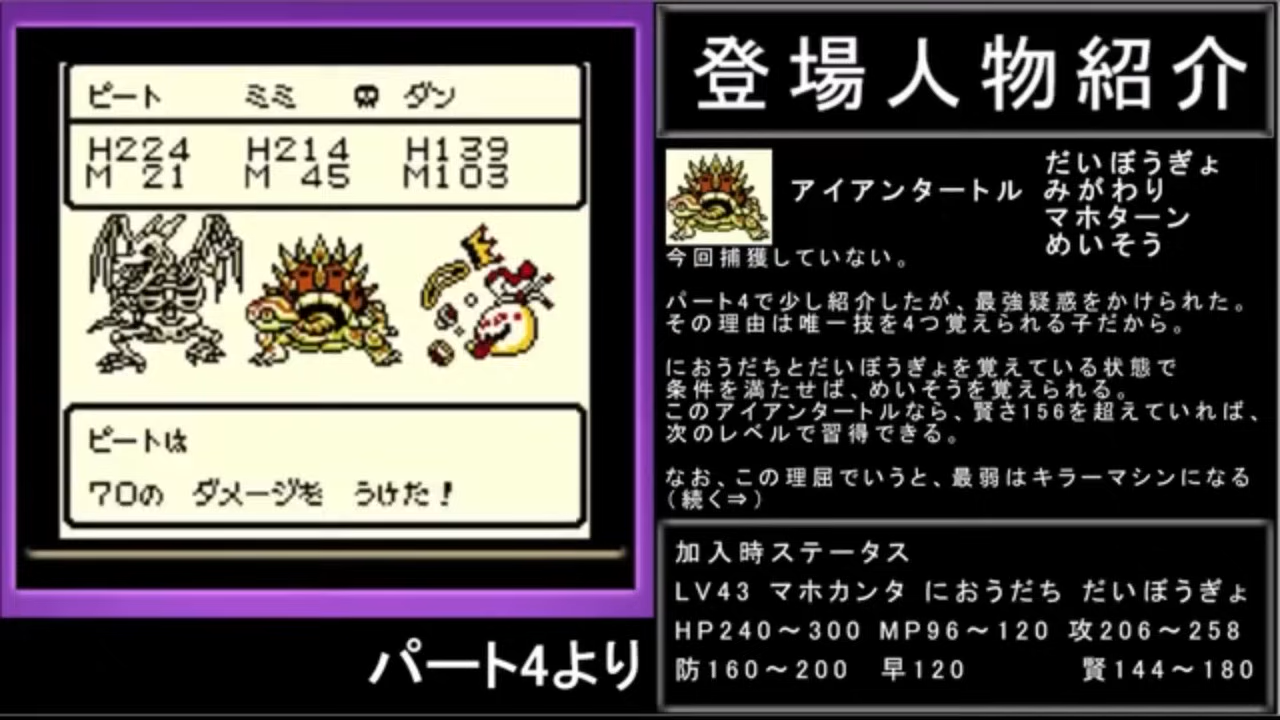 ピート ミミ ダン
H224 H214 H139
M 21 M 45 M103
ピートは
70の ダメージを うけた!
パート4より
登場人物紹介
アイアンタートル
だいぼうぎょ
みがわり
マホターン
めいそう
今回捕獲していない。
パート4で少し紹介したが、最強疑惑をかけられた。
その理由は唯一技を4つ覚えられる子だから。
におうだちとだいぼうぎょを覚えている状態で
条件を満たせば、めいそうを覚えられる。
このアイアンタートルなら、賢さ156を超えていれば、
次のレベルで習得できる。
なお、この理屈でいうと、最弱はキラーマシンになる
(続く⇒)
加入時ステータス
LV43 マホカンタ におうだち だいぼうぎょ
HP240～300 MP96～120 攻206～258
防160～200 早120 賢144～180